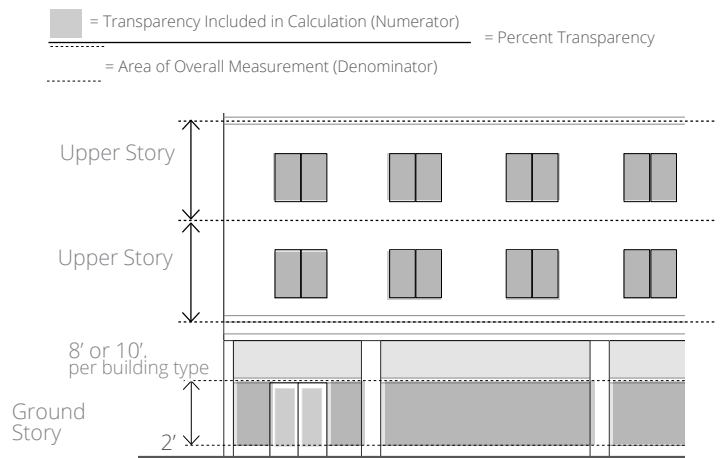 = Transparency Included in Calculation (Numerator)
= Percent Transparency
= Area of Overall Measurement (Denominator)
Upper Story
Upper Story
8’ or 10’,
per building type
Ground
Story
2’